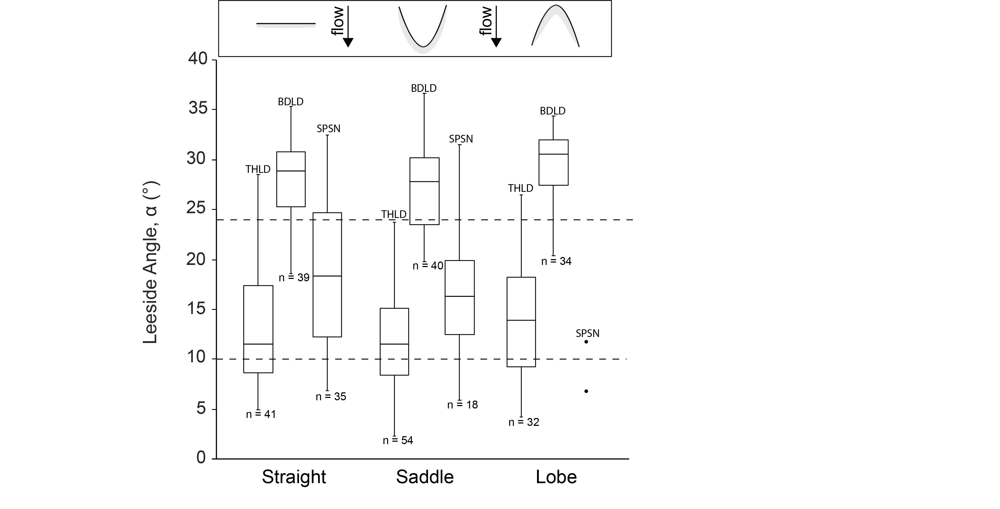 flow
flow
40
35
30
25
20
15
10
5
0
Leeside Angle, α (°)
THLD
BDLD
SPSN
n = 41
n = 39
n = 35
THLD
BDLD
SPSN
n = 54
n = 40
n = 18
THLD
BDLD
SPSN
n = 32
n = 34
Straight
Saddle
Lobe